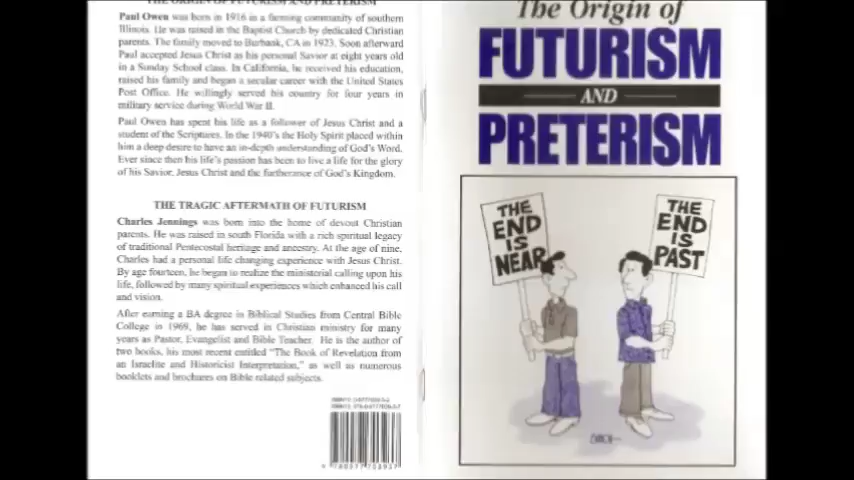 THE ORIGIN OF FUTURISM AND PRETERISM
Paul Owen was born in 1916 in a farming community of southern
Illinois. He was raised in the Baptist Church by dedicated Christian
parents. The family moved to Burbank, CA in 1923. Soon afterward
Paul accepted Jesus Christ as his personal Savior at eight years old
in a Sunday School class. In California, he received his education,
raised his family and began a secular career with the United States
Post Office. He willingly served his country for four years in
military service during World War II.
Paul Owen has spent his life as a follower of Jesus Christ and a
student of the Scriptures. In the 1940's the Holy Spirit placed within
him a deep desire to have an in-depth understanding of God's Word.
Ever since then his life's passion has been to live a life for the glory
of his Savior, Jesus Christ and the furtherance of God's Kingdom.
THE TRAGIC AFTERMATH OF FUTURISM
Charles Jennings was born into the home of devout Christian
parents. He was raised in south Florida with a rich spiritual legacy
of traditional Pentecostal heritage and ancestry. At the age of nine,
Charles had a personal life changing experience with Jesus Christ.
By age fourteen, he began to realize the ministerial calling upon his
life, followed by many spiritual experiences which enhanced his call
and vision.
After earning a BA degree in Biblical Studies from Central Bible
College in 1969, he has served in Christian ministry for many
years as Pastor, Evangelist and Bible Teacher. He is the author of
two books, his most recent entitled "The Book of Revelation from
an Israelite and Historicist Interpretation," as well as numerous
booklets and brochures on Bible related subjects.
The Origin of
FUTURISM
AND
PRETERISM
THE
END
IS
NEAR
THE
END
IS
PAST